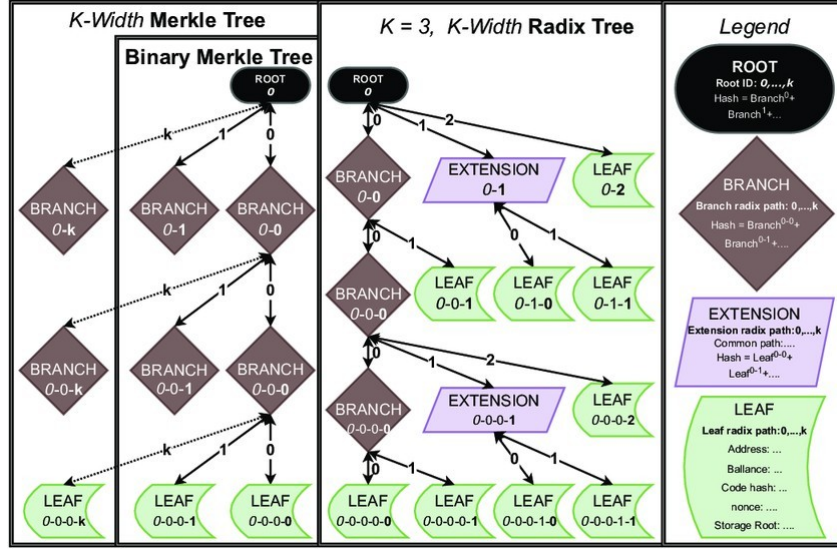 K-Width Merkle Tree
K = 3, K-Width Radix Tree
Legend
Binary Merkle Tree
ROOT
0
k
1
0
BRANCH
0-k
BRANCH
0-1
BRANCH
0-0
k
1
0
BRANCH
0-0-k
BRANCH
0-0-1
BRANCH
0-0-0
k
1
0
LEAF
0-0-0-k
LEAF
0-0-0-1
LEAF
0-0-0-0
ROOT
0
0
1
2
BRANCH
0-0
EXTENSION
0-1
LEAF
0-2
0
1
0
1
BRANCH
0-0-0
LEAF
0-0-1
LEAF
0-1-0
LEAF
0-1-1
0
1
2
BRANCH
0-0-0-0
EXTENSION
0-0-0-1
LEAF
0-0-0-2
0
1
0
1
LEAF
0-0-0-0-0
LEAF
0-0-0-0-1
LEAF
0-0-0-1-0
LEAF
0-0-0-1-1
ROOT
Root ID: 0,...,k
Hash = Branch⁰+
Branch¹+...
BRANCH
Branch radix path: 0,...,k
Hash = Branch⁰⁻⁰+
Branch⁰⁻¹+....
EXTENSION
Extension radix path:0,...,k
Common path:....
Hash = Leaf⁰⁻⁰+
Leaf⁰⁻¹+....
LEAF
Leaf radix path:0,...,k
Address: ...
Ballance: ...
Code hash: ...
nonce: ....
Storage Root: ....